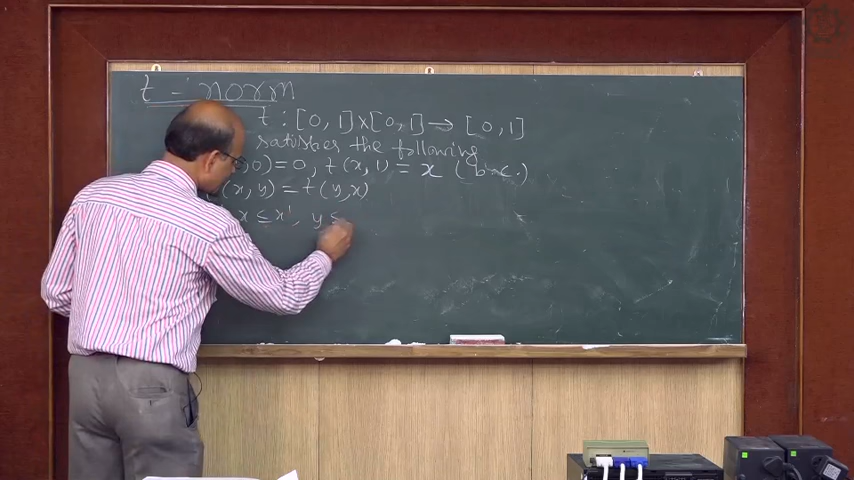 t - norm
t : [0, 1] x [0, 1] → [0, 1]
satisfies the following
0) = 0, t (x, 1) = x (b.c.)
(x, y) = t (y, x)
x ≤ x', y ≤